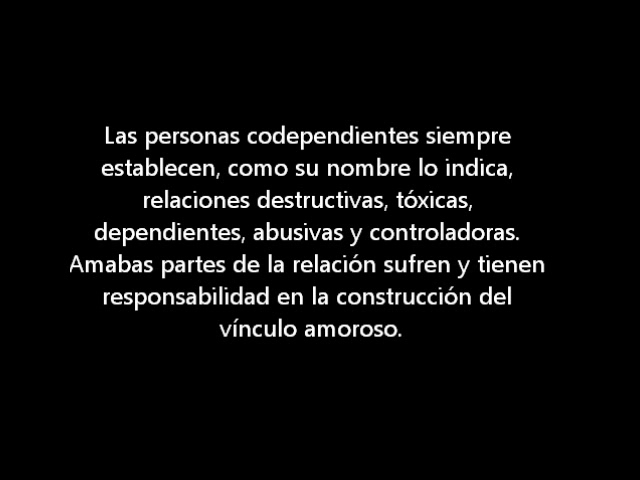 Las personas codependientes siempre
establecen, como su nombre lo indica,
relaciones destructivas, tóxicas,
dependientes, abusivas y controladoras.
Amabas partes de la relación sufren y tienen
responsabilidad en la construcción del
vínculo amoroso.